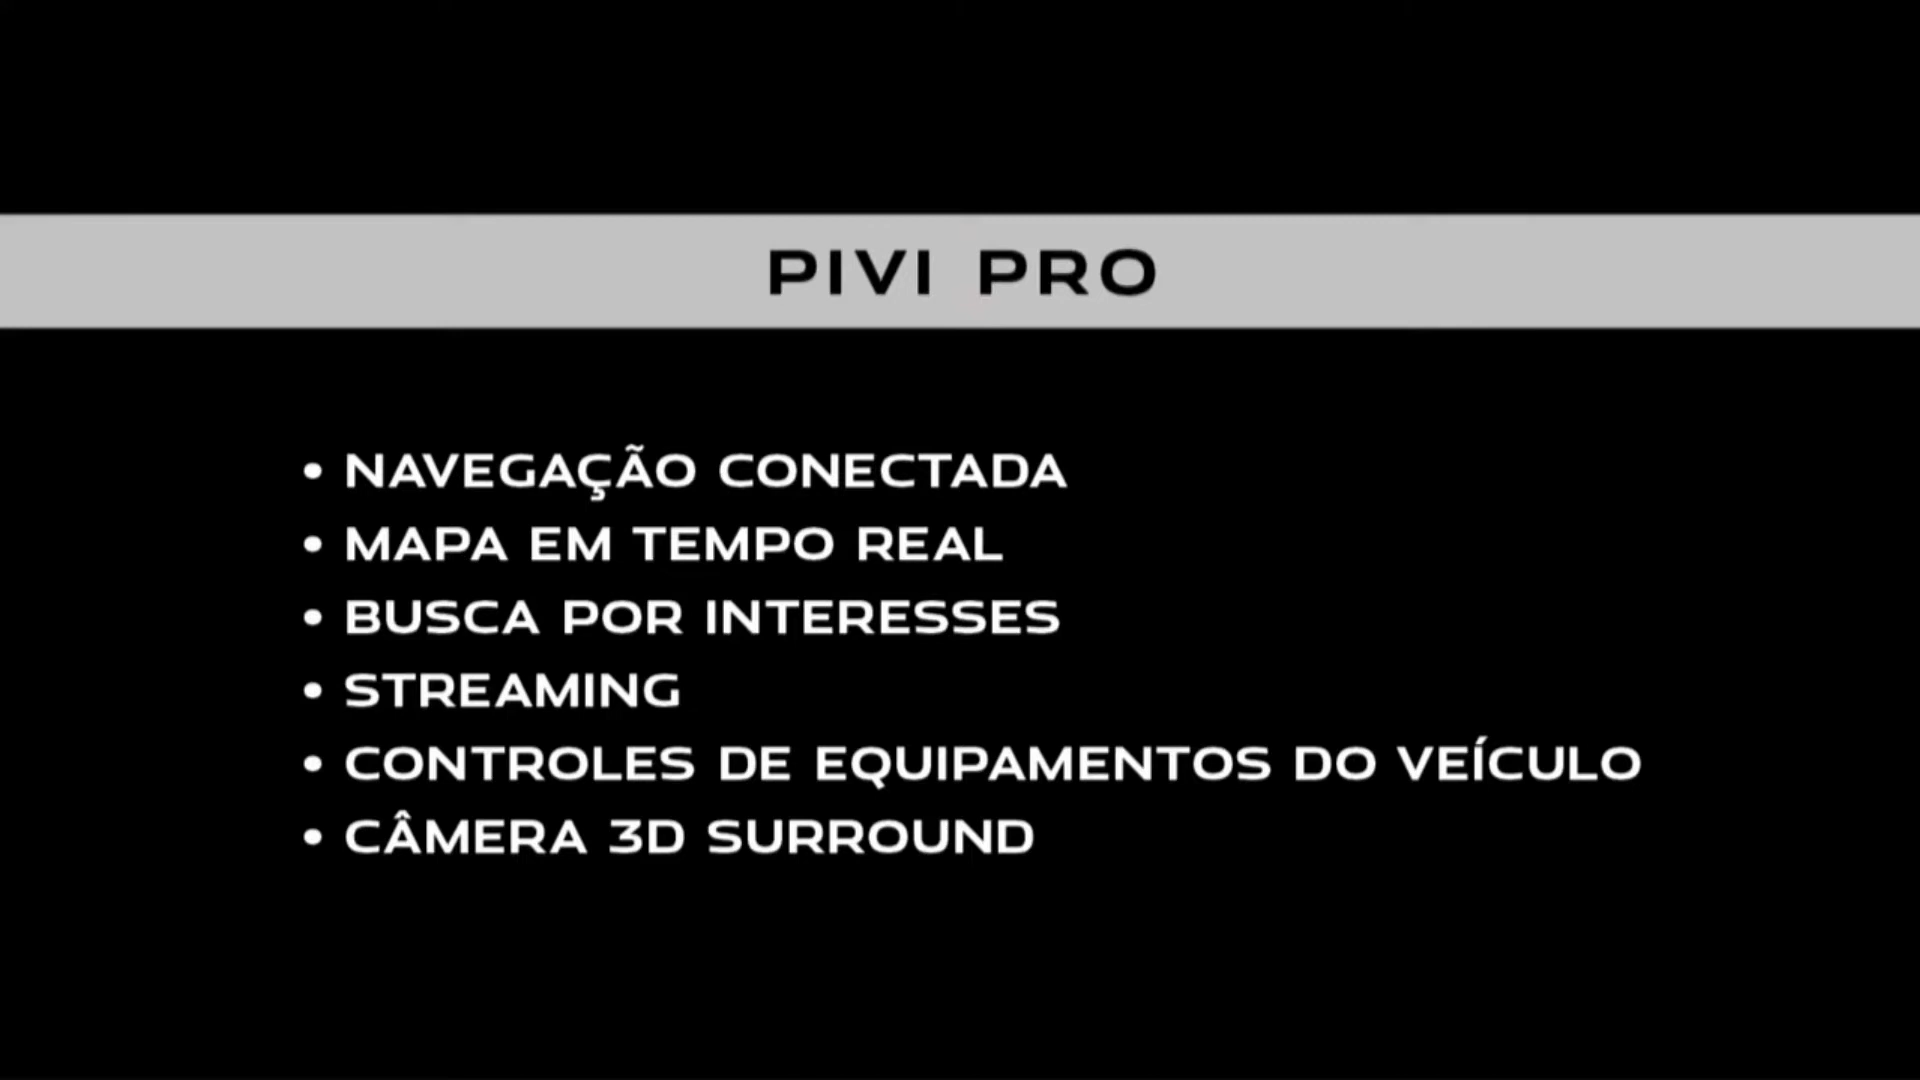 PIVI PRO
• NAVEGAÇÃO CONECTADA
• MAPA EM TEMPO REAL
• BUSCA POR INTERESSES
• STREAMING
• CONTROLES DE EQUIPAMENTOS DO VEÍCULO
• CÂMERA 3D SURROUND